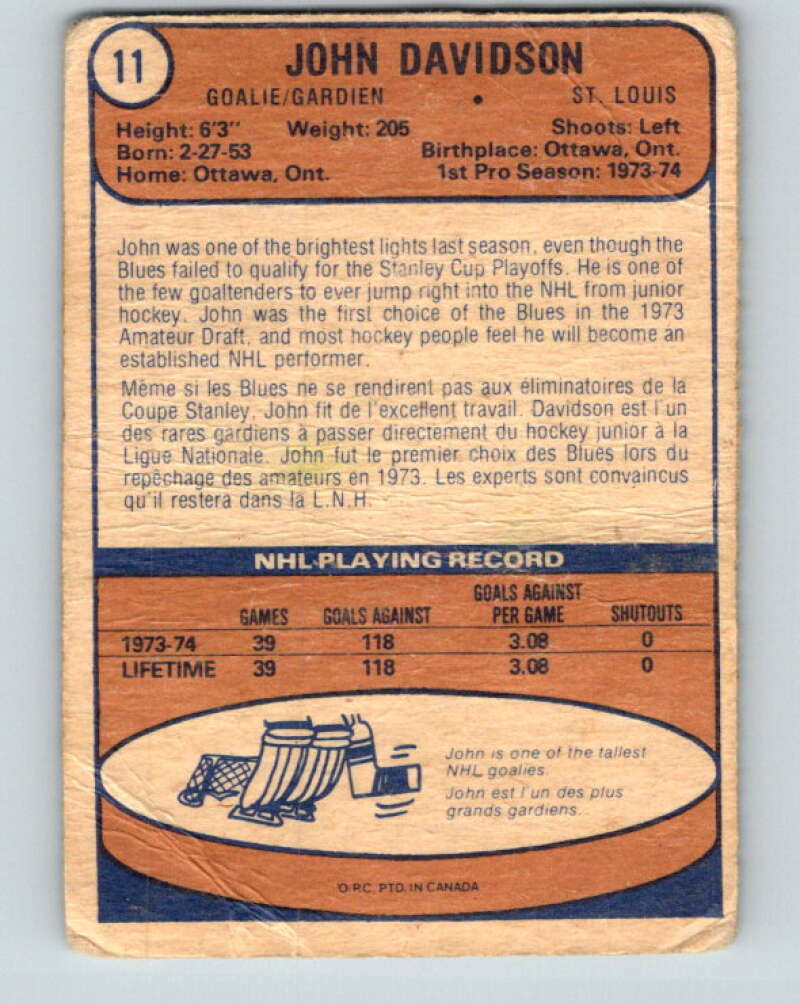 11
JOHN DAVIDSON
GOALIE/GARDIEN • ST. LOUIS
Height: 6'3" Weight: 205 Shoots: Left
Born: 2-27-53 Birthplace: Ottawa, Ont.
Home: Ottawa, Ont. 1st Pro Season: 1973-74
John was one of the brightest lights last season, even though the
Blues failed to qualify for the Stanley Cup Playoffs. He is one of
the few goaltenders to ever jump right into the NHL from junior
hockey. John was the first choice of the Blues in the 1973
Amateur Draft, and most hockey people feel he will become an
established NHL performer.
Même si les Blues ne se rendirent pas aux éliminatoires de la
Coupe Stanley, John fit de l'excellent travail. Davidson est l'un
des rares gardiens à passer directement du hockey junior à la
Ligue Nationale. John fut le premier choix des Blues lors du
repêchage des amateurs en 1973. Les experts sont convaincus
qu'il restera dans la L.N.H.
NHL PLAYING RECORD
GAMES GOALS AGAINST GOALS AGAINST PER GAME SHUTOUTS
1973-74 39 118 3.08 0
LIFETIME 39 118 3.08 0
John is one of the tallest
NHL goalies.
John est l'un des plus
grands gardiens.
O.P.C. PTD. IN CANADA